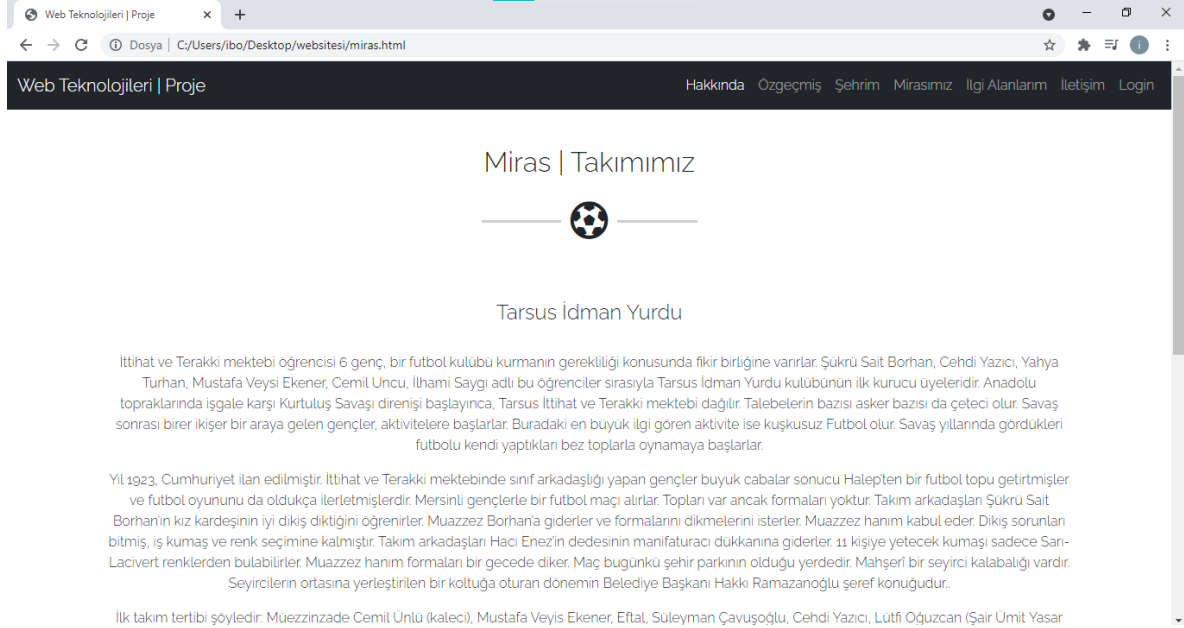 Web Teknolojileri | Proje
Dosya | C:/Users/ibo/Desktop/websitesi/miras.html
i
Web Teknolojileri | Proje
Hakkında Özgeçmiş Şehrim Mirasımız İlgi Alanlarım İletişim Login
Miras | Takımımız
Tarsus İdman Yurdu
İttihat ve Terakki mektebi öğrencisi 6 genç, bir futbol kulübü kurmanın gerekliliği konusunda fikir birliğine varırlar. Şükrü Sait Borhan, Cehdi Yazıcı, Yahya
Turhan, Mustafa Veysi Ekener, Cemil Uncu, İlhami Saygı adlı bu öğrenciler sırasıyla Tarsus İdman Yurdu kulübünün ilk kurucu üyeleridir. Anadolu
topraklarında işgale karşı Kurtuluş Savaşı direnişi başlayınca, Tarsus İttihat ve Terakki mektebi dağılır. Talebelerin bazısı asker bazısı da çeteci olur. Savaş
sonrası birer ikişer bir araya gelen gençler, aktivitelere başlarlar. Buradaki en büyük ilgi gören aktivite ise kuşkusuz Futbol olur. Savaş yıllarında gördükleri
futbolu kendi yaptıkları bez toplarla oynamaya başlarlar.
Yıl 1923, Cumhuriyet ilan edilmiştir. İttihat ve Terakki mektebinde sınıf arkadaşlığı yapan gençler buyuk cabalar sonucu Halep'ten bir futbol topu getirtmişler
ve futbol oyununu da oldukça ilerletmişlerdir. Mersinli gençlerle bir futbol maçı alırlar. Topları var ancak formaları yoktur. Takım arkadaşları Şükrü Sait
Borhan'ın kız kardeşinin iyi dikiş diktiğini öğrenirler. Muazzez Borhan'a giderler ve formalarını dikmelerini isterler. Muazzez hanım kabul eder. Dikiş sorunları
bitmiş, iş kumaş ve renk seçimine kalmıştır. Takım arkadaşları Hacı Enez'in dedesinin manifaturacı dükkanına giderler. 11 kişiye yetecek kumaşı sadece Sarı-
Lacivert renklerden bulabilirler. Muazzez hanım formaları bir gecede diker. Maç bugünkü şehir parkının olduğu yerdedir. Mahşerî bir seyirci kalabalığı vardır.
Seyircilerin ortasına yerleştirilen bir koltuğa oturan dönemin Belediye Başkanı Hakkı Ramazanoğlu şeref konuğudur..
İlk takım tertibi şöyledir: Müezzinzade Cemil Ünlü (kaleci), Mustafa Veyis Ekener, Eftal, Süleyman Çavuşoğlu, Cehdi Yazıcı, Lütfi Oğuzcan (Şair Ümit Yaşar